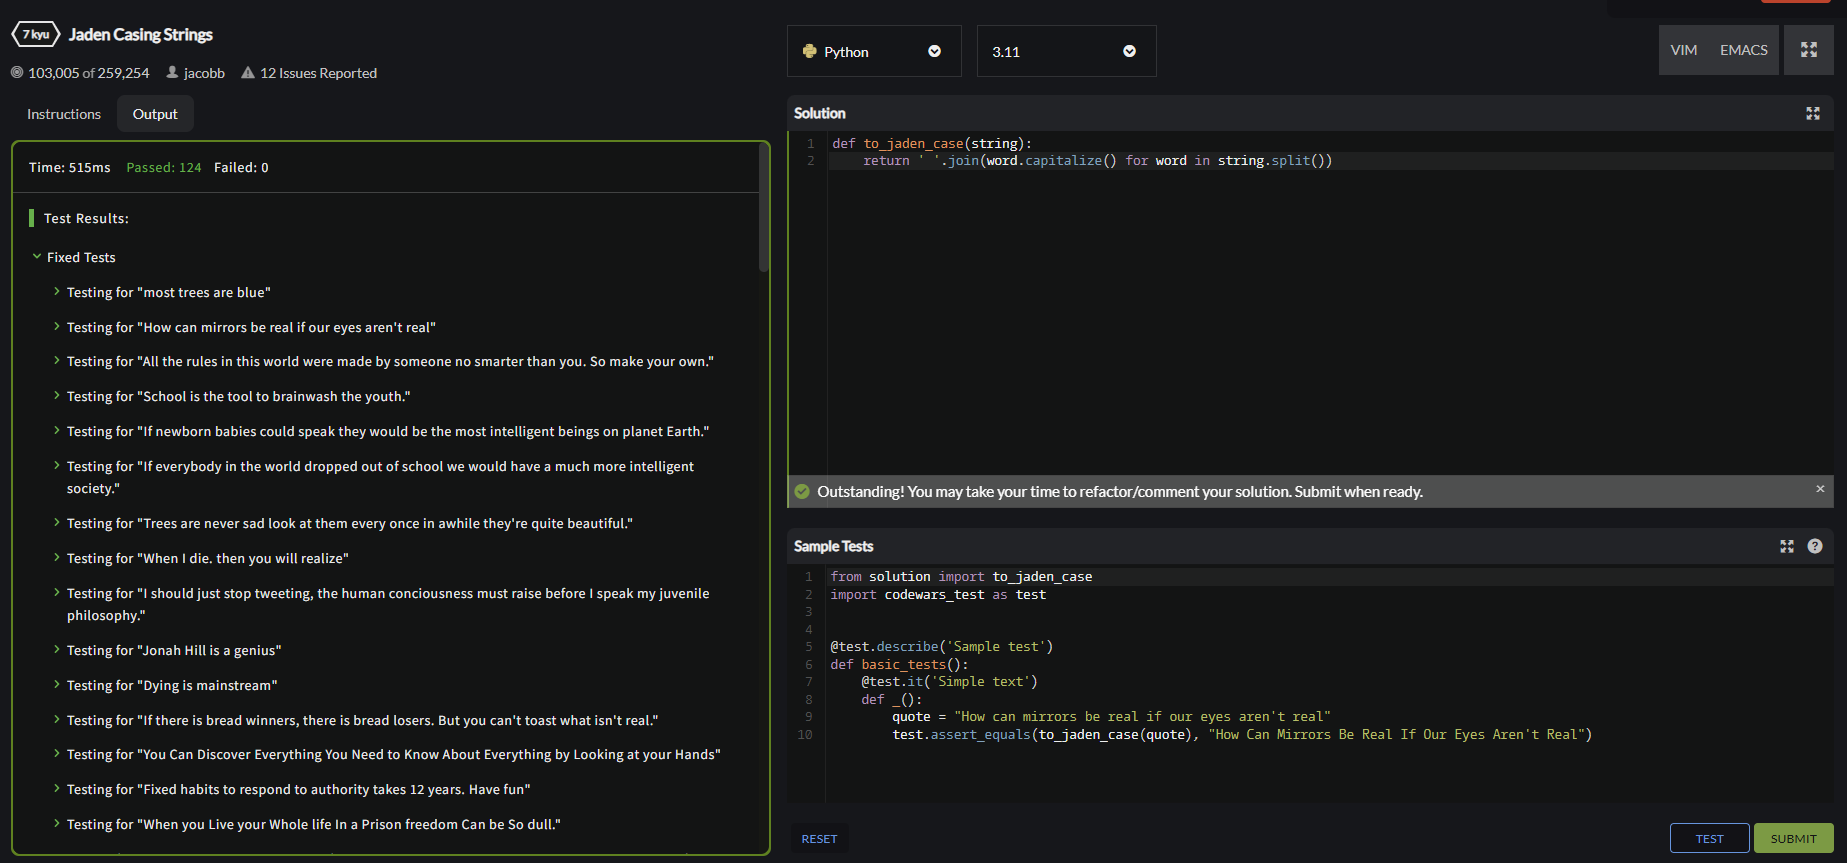 7 kyu Jaden Casing Strings
103,005 of 259,254 jacobb 12 Issues Reported
Instructions Output
Time: 515ms Passed: 124 Failed: 0
Test Results:
Fixed Tests
Testing for "most trees are blue"
Testing for "How can mirrors be real if our eyes aren't real"
Testing for "All the rules in this world were made by someone no smarter than you. So make your own."
Testing for "School is the tool to brainwash the youth."
Testing for "If newborn babies could speak they would be the most intelligent beings on planet Earth."
Testing for "If everybody in the world dropped out of school we would have a much more intelligent
society."
Testing for "Trees are never sad look at them every once in awhile they're quite beautiful."
Testing for "When I die. then you will realize"
Testing for "I should just stop tweeting, the human conciousness must raise before I speak my juvenile
philosophy."
Testing for "Jonah Hill is a genius"
Testing for "Dying is mainstream"
Testing for "If there is bread winners, there is bread losers. But you can't toast what isn't real."
Testing for "You Can Discover Everything You Need to Know About Everything by Looking at your Hands"
Testing for "Fixed habits to respond to authority takes 12 years. Have fun"
Testing for "When you Live your Whole life In a Prison freedom Can be So dull."
Python 3.11 VIM EMACS
Solution
1 def to_jaden_case(string):
2     return ' '.join(word.capitalize() for word in string.split())
Outstanding! You may take your time to refactor/comment your solution. Submit when ready. ×
Sample Tests ?
1 from solution import to_jaden_case
2 import codewars_test as test
3
4
5 @test.describe('Sample test')
6 def basic_tests():
7     @test.it('Simple text')
8     def _():
9         quote = "How can mirrors be real if our eyes aren't real"
10         test.assert_equals(to_jaden_case(quote), "How Can Mirrors Be Real If Our Eyes Aren't Real")
RESET TEST SUBMIT